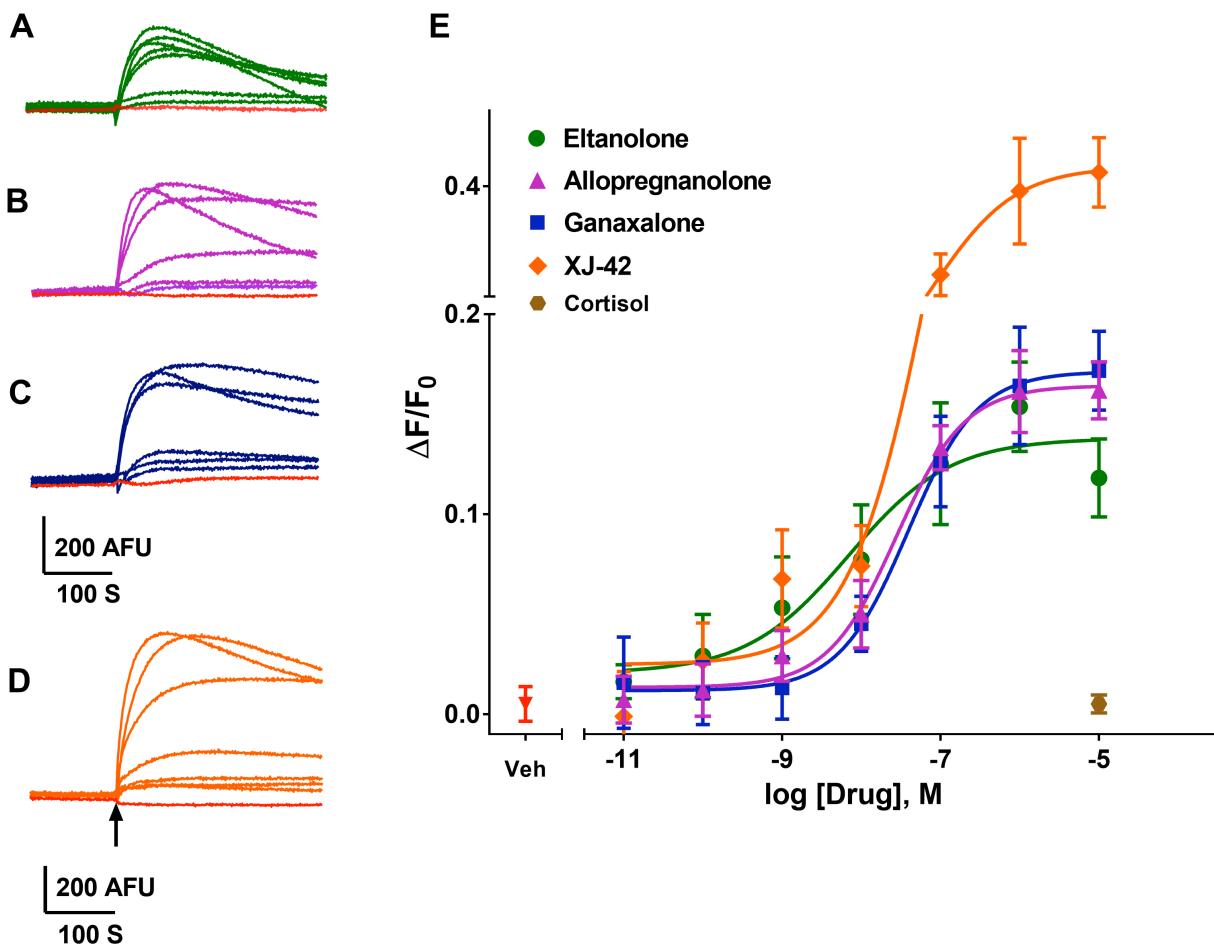 A
B
C
200 AFU
100 S
D
200 AFU
100 S
E
Eltanolone
Allopregnanolone
Ganaxalone
XJ-42
Cortisol
0.4
0.2
0.1
0.0
ΔF/F0
Veh
-11 -9 -7 -5
log [Drug], M